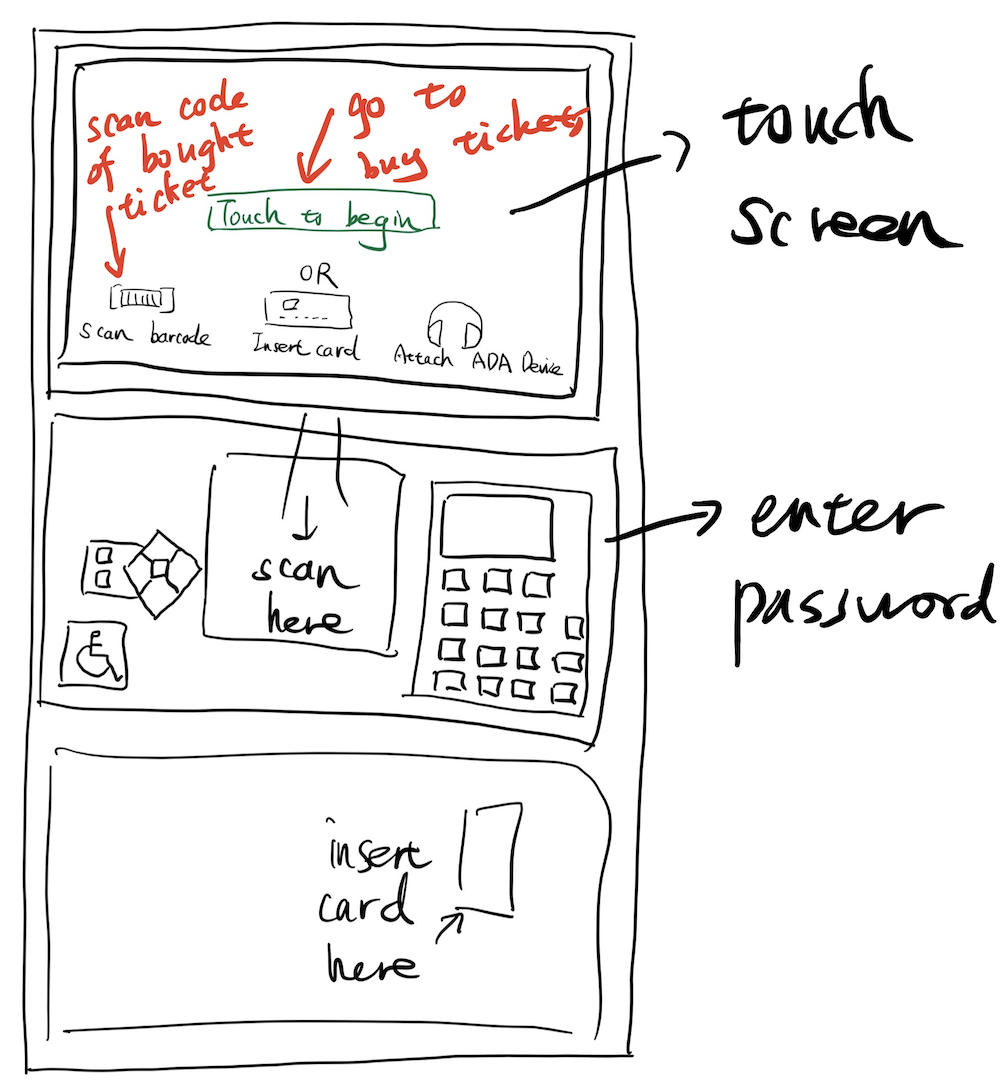 scan code
of bought
ticket
go to
buy tickets
Touch to begin
OR
Scan barcode
Insert card
Attach ADA Device
touch
screen
scan
here
enter
password
insert
card
here